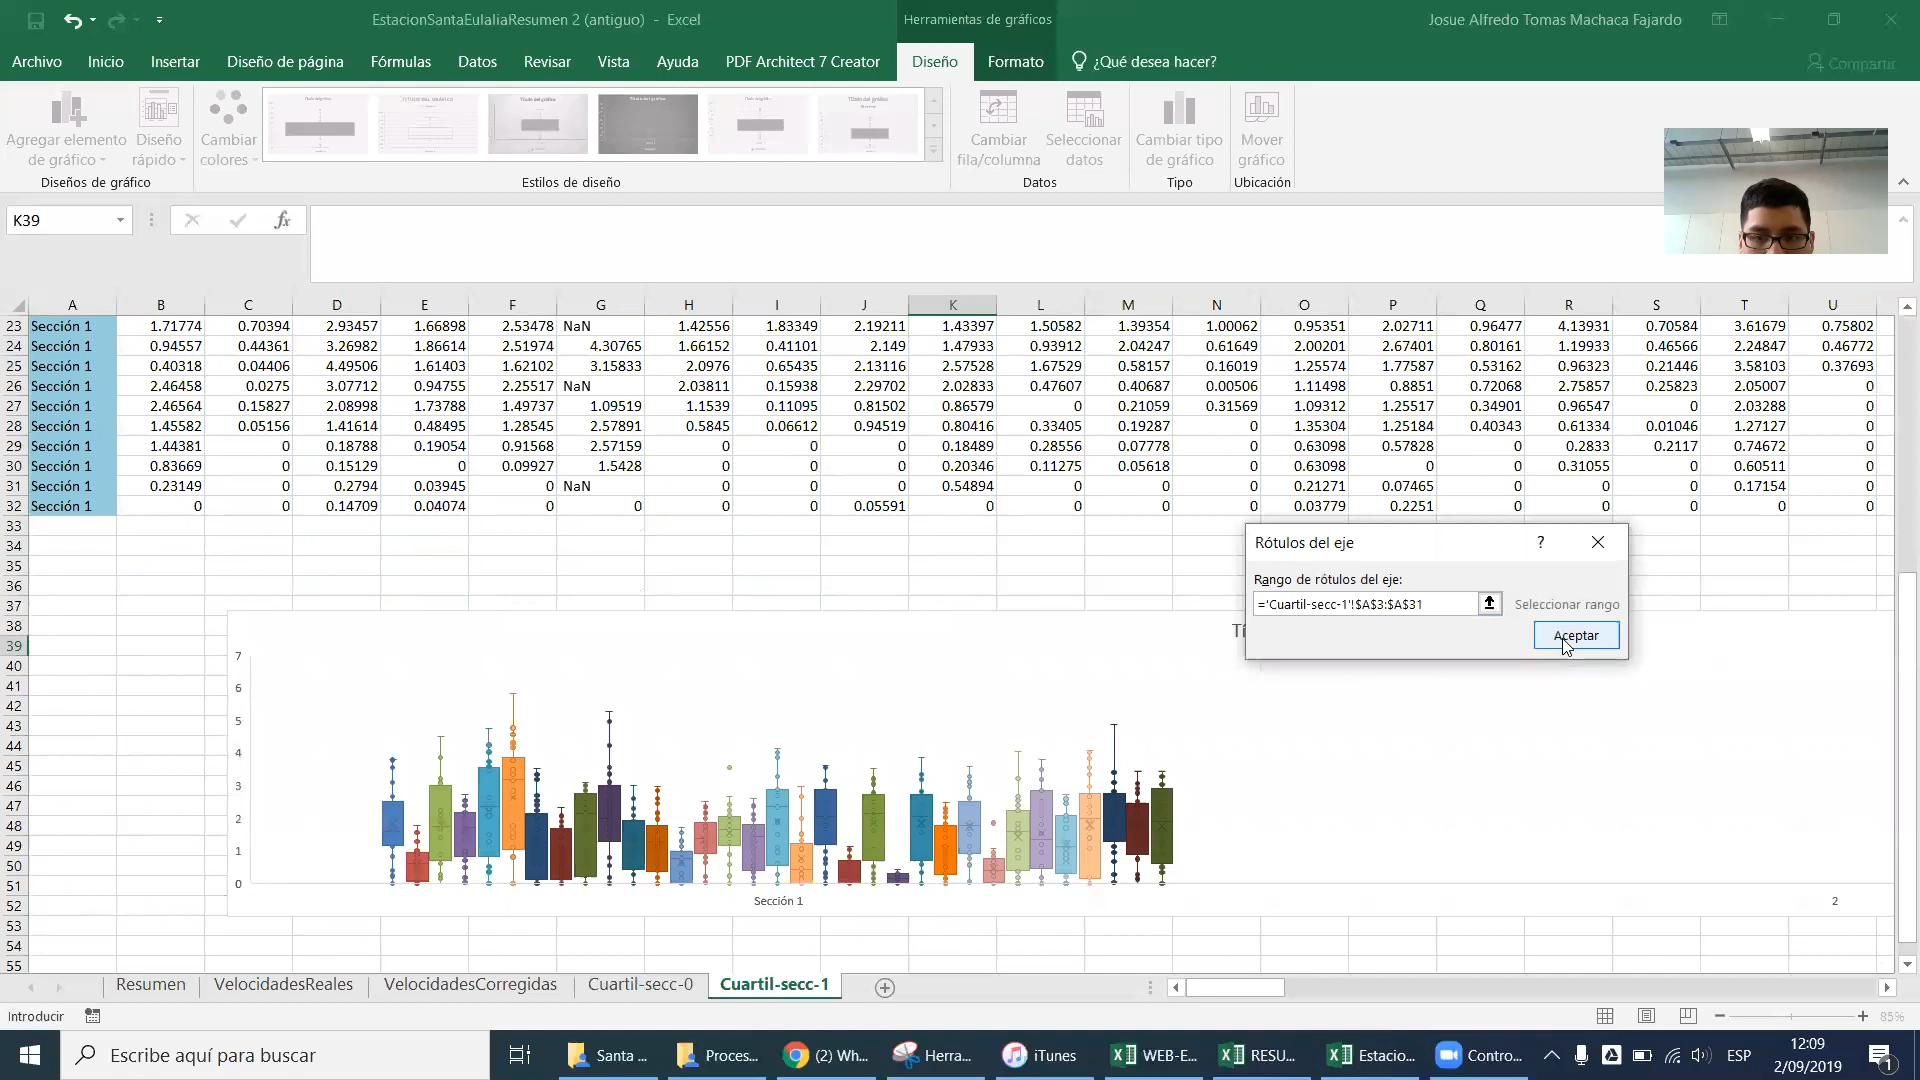 EstacionSantaEulaliaResumen 2 (antiguo) - Excel
Herramientas de gráficos
Josue Alfredo Tomas Machaca Fajardo
Archivo Inicio Insertar Diseño de página Fórmulas Datos Revisar Vista Ayuda PDF Architect 7 Creator Diseño Formato ¿Qué desea hacer? Compartir
Agregar elemento de gráfico
Diseño rápido
Cambiar colores
Cambiar fila/columna
Seleccionar datos
Cambiar tipo de gráfico
Mover gráfico
Diseños de gráfico Estilos de diseño Datos Tipo Ubicación
K39 fx
A B C D E F G H I J K L M N O P Q R S T U
23 Sección 1 1.71774 0.70394 2.93457 1.66898 2.53478 NaN 1.42556 1.83349 2.19211 1.43397 1.50582 1.39354 1.00062 0.95351 2.02711 0.96477 4.13931 0.70584 3.61679 0.75802
24 Sección 1 0.94557 0.44361 3.26982 1.86614 2.51974 4.30765 1.66152 0.41101 2.149 1.47933 0.93912 2.04247 0.61649 2.00201 2.67401 0.80161 1.19933 0.46566 2.24847 0.46772
25 Sección 1 0.40318 0.04406 4.49506 1.61403 1.62102 3.15833 2.0976 0.65435 2.13116 2.57528 1.67529 0.58157 0.16019 1.25574 1.77587 0.53162 0.96323 0.21446 3.58103 0.37693
26 Sección 1 2.46458 0.0275 3.07712 0.94755 2.25517 NaN 2.03811 0.15938 2.29702 2.02833 0.47607 0.40687 0.00506 1.11498 0.8851 0.72068 2.75857 0.25823 2.05007 0
27 Sección 1 2.46564 0.15827 2.08998 1.73788 1.49737 1.09519 1.1539 0.11095 0.81502 0.86579 0 0.21059 0.31569 1.09312 1.25517 0.34901 0.96547 0 2.03288 0
28 Sección 1 1.45582 0.05156 1.41614 0.48495 1.28545 2.57891 0.5845 0.06612 0.94519 0.80416 0.33405 0.19287 0 1.35304 1.25184 0.40343 0.61334 0.01046 1.27127 0
29 Sección 1 1.44381 0 0.18788 0.19054 0.91568 2.57159 0 0 0 0.18489 0.28556 0.07778 0 0.63098 0.57828 0 0.2833 0.2117 0.74672 0
30 Sección 1 0.83669 0 0.15129 0 0.09927 1.5428 0 0 0 0.20346 0.11275 0.05618 0 0.63098 0 0 0.31055 0 0.60511 0
31 Sección 1 0.23149 0 0.2794 0.03945 0 NaN 0 0 0 0.54894 0 0 0 0.21271 0.07465 0 0 0 0.17154 0
32 Sección 1 0 0 0.14709 0.04074 0 0 0 0 0.05591 0 0 0 0 0.03779 0.2251 0 0 0 0 0
33
34
35
36
37
38
39
40
41
42
43
44
45
46
47
48
49
50
51
52
53
54
55
Rótulos del eje ?
Rango de rótulos del eje:
='Cuartil-secc-1'!$A$3:$A$31 Seleccionar rango
Aceptar
7
6
5
4
3
2
1
0
Sección 1 2
Resumen VelocidadesReales VelocidadesCorregidas Cuartil-secc-0 Cuartil-secc-1
Introducir 85%
Escribe aquí para buscar Santa ... Proces... (2) Wh... Herra... iTunes WEB-E... RESU... Estacio... Contro... ESP
12:09
2/09/2019
1